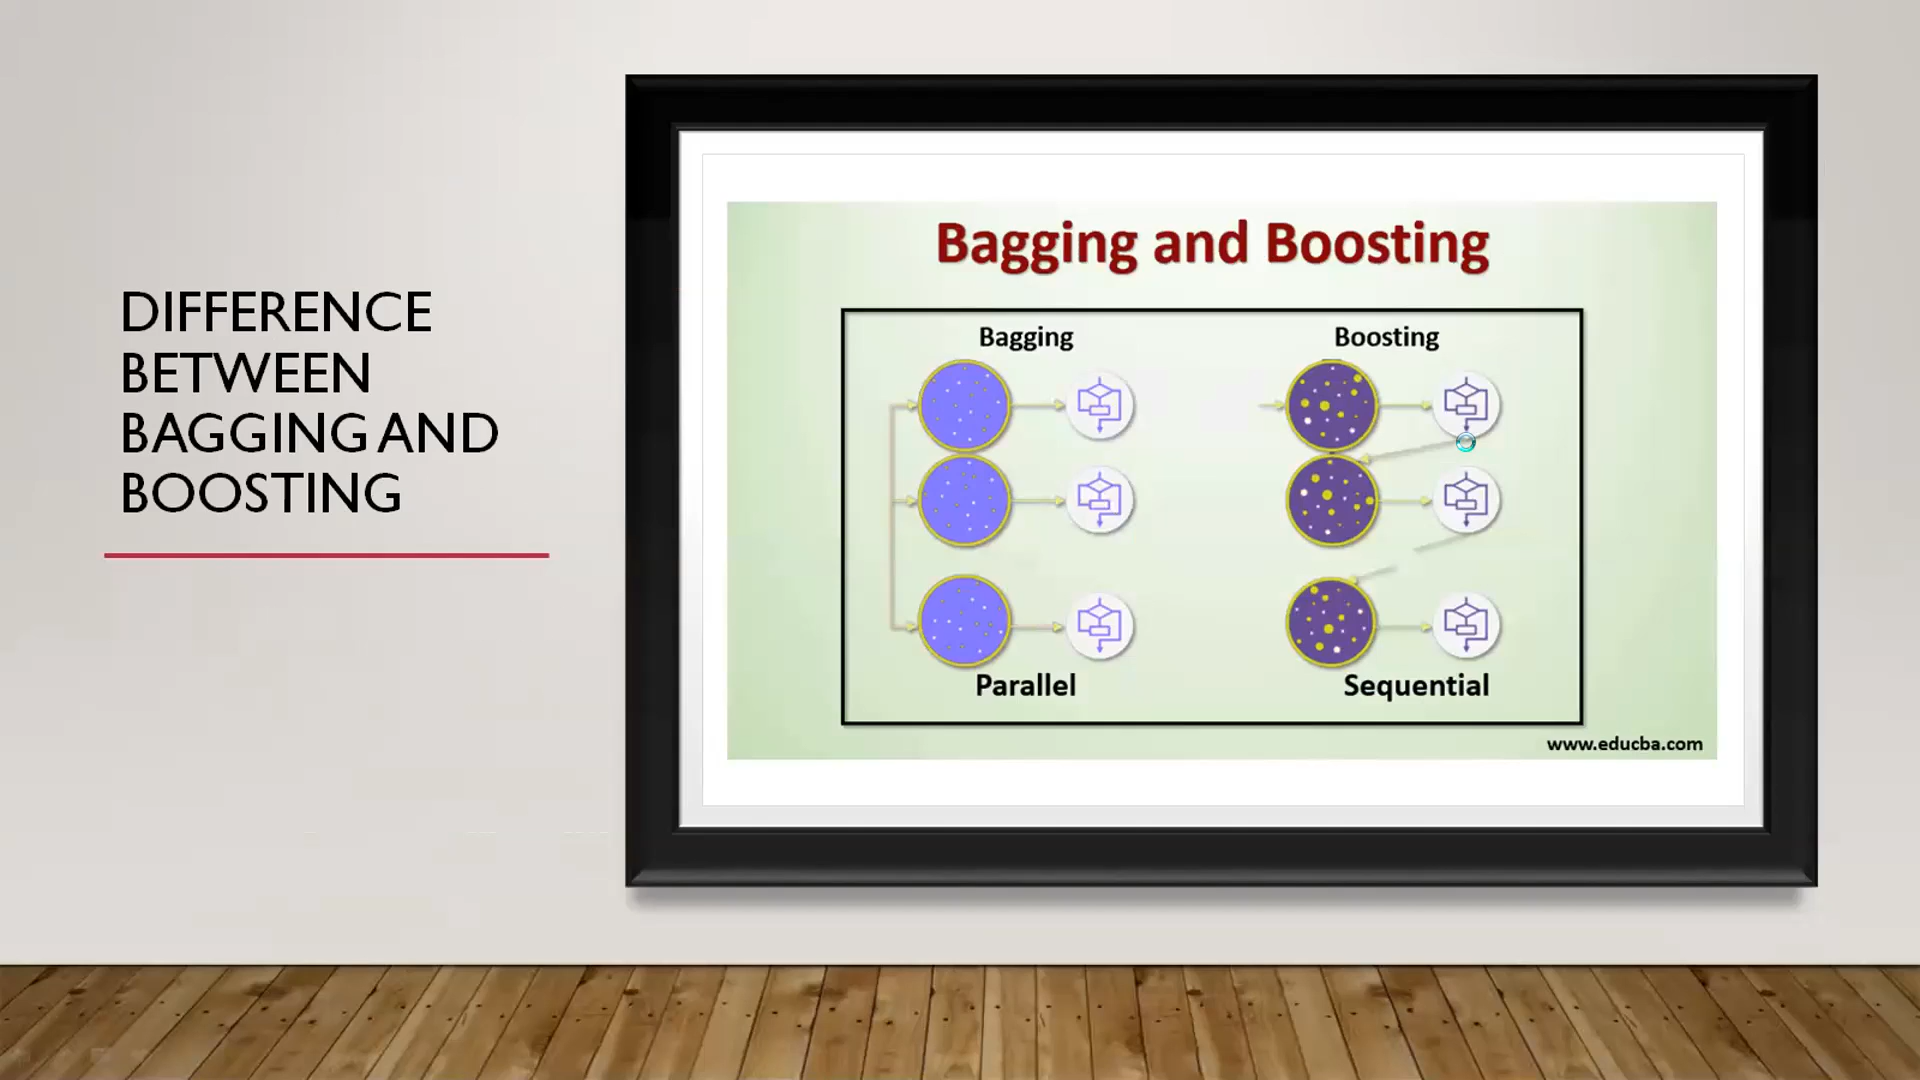 DIFFERENCE
BETWEEN
BAGGING AND
BOOSTING
Bagging and Boosting
Bagging
Boosting
Parallel
Sequential
www.educba.com